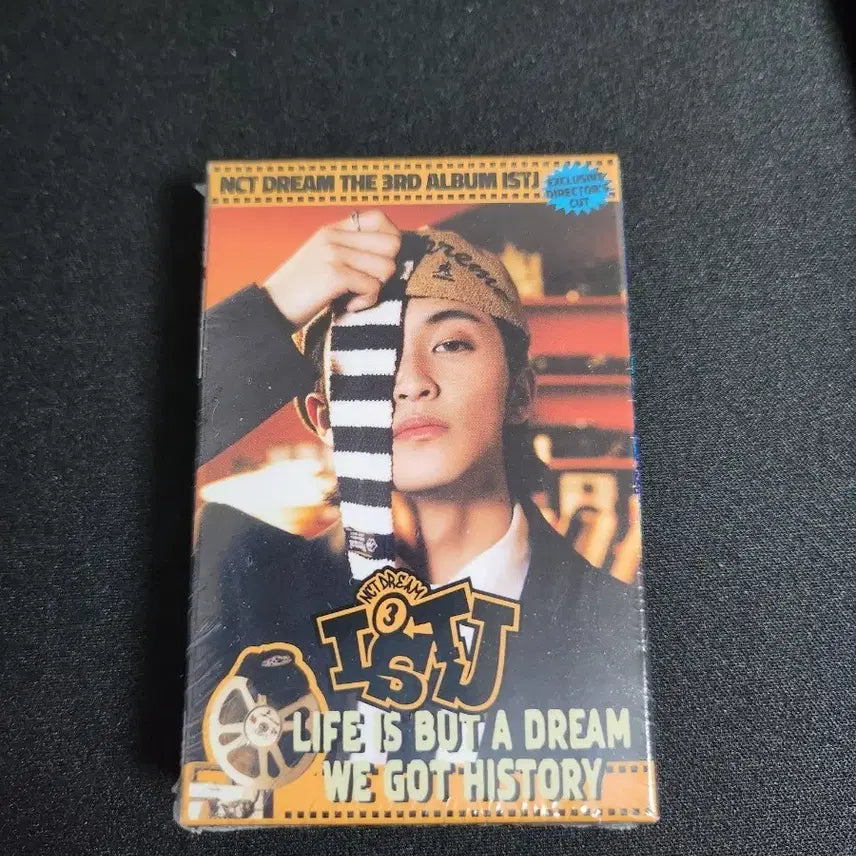 NCT DREAM THE 3RD ALBUM ISTJ
EXCLUSIVE
DIRECTOR'S
CUT
NCT DREAM
3
ISTJ
LIFE IS BUT A DREAM
WE GOT HISTORY